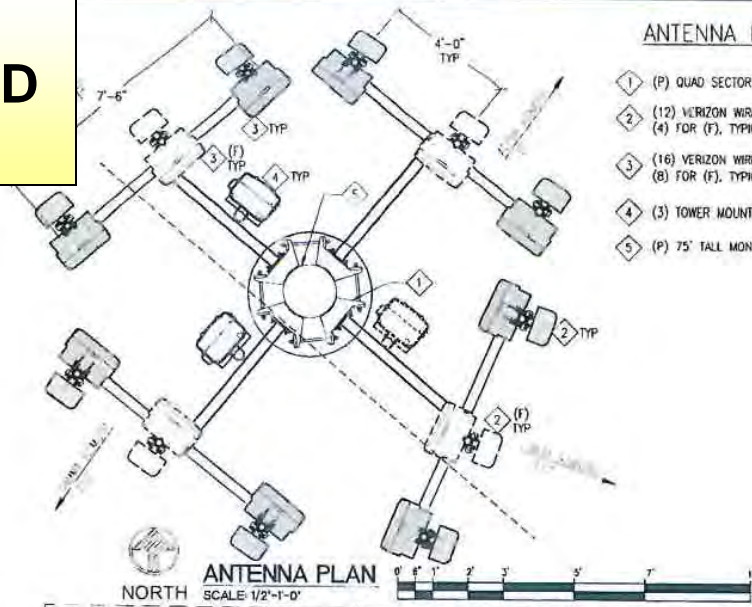 D
7'-6"
4'-0"
TYP
3 TYP
3 (F)
TYP
4 TYP
5
1
2 TYP
2 (F)
TYP
ANTENNA
1 (P) QUAD SECTOR
2 (12) VERIZON WIR
(4) FOR (F), TYPI
3 (16) VERIZON WIR
(8) FOR (F), TYPI
4 (3) TOWER MOUNT
5 (P) 75' TALL MON
NORTH
ANTENNA PLAN
SCALE: 1/2"-1'-0"
0' 6" 1' 2' 3' 5' 7'